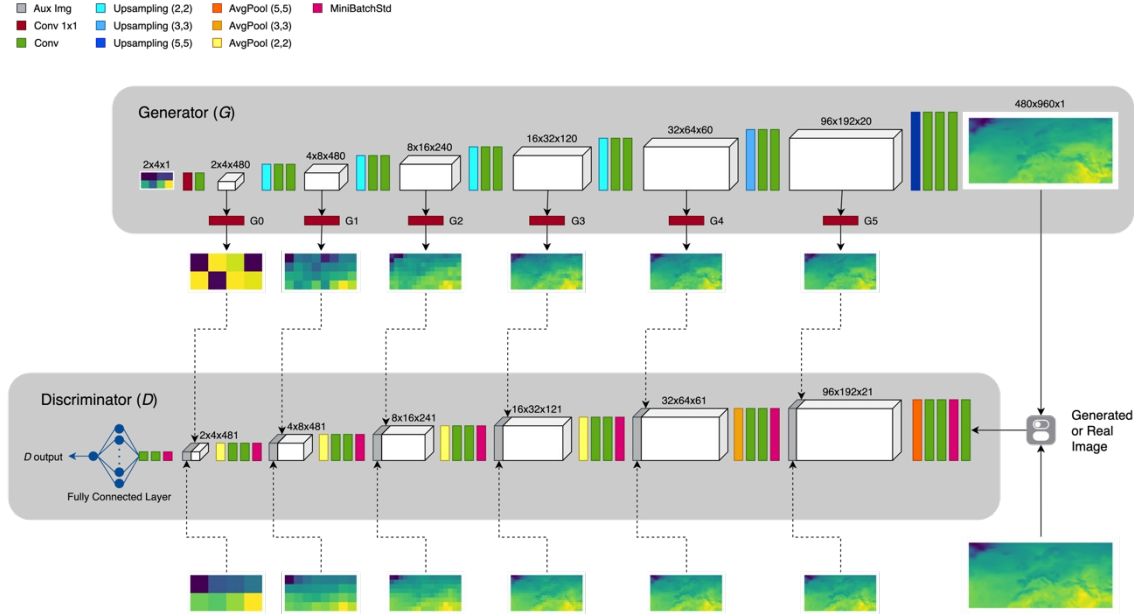 Aux Img
Conv 1x1
Conv
Upsampling (2,2)
Upsampling (3,3)
Upsampling (5,5)
AvgPool (5,5)
AvgPool (3,3)
AvgPool (2,2)
MiniBatchStd
Generator (G)
2x4x1
2x4x480
4x8x480
8x16x240
16x32x120
32x64x60
96x192x20
480x960x1
G0
G1
G2
G3
G4
G5
Discriminator (D)
D output
Fully Connected Layer
2x4x481
4x8x481
8x16x241
16x32x121
32x64x61
96x192x21
Generated
or Real
Image